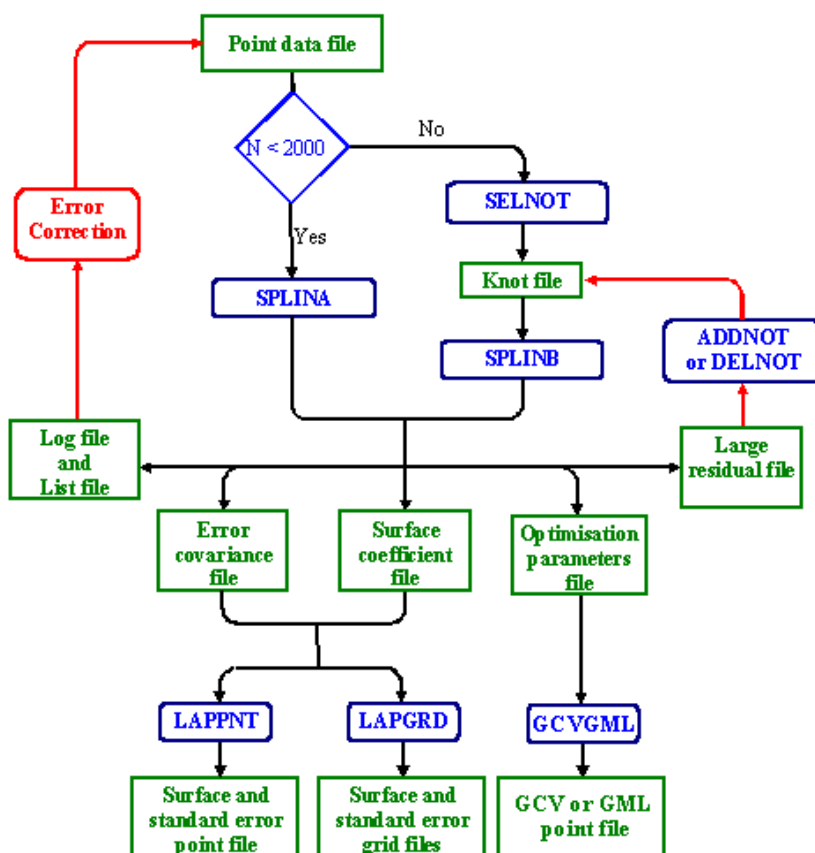 Point data file
No
N < 2000
SELNOT
Error
Correction
Yes
Knot file
SPLINA
ADDNOT
or DELNOT
SPLINB
Log file
and
List file
Large
residual file
Error
covariance
file
Surface
coefficient
file
Optimisation
parameters
file
LAPPNT
LAPGRD
GCVGML
Surface and
standard error
point file
Surface and
standard error
grid files
GCV or GML
point file